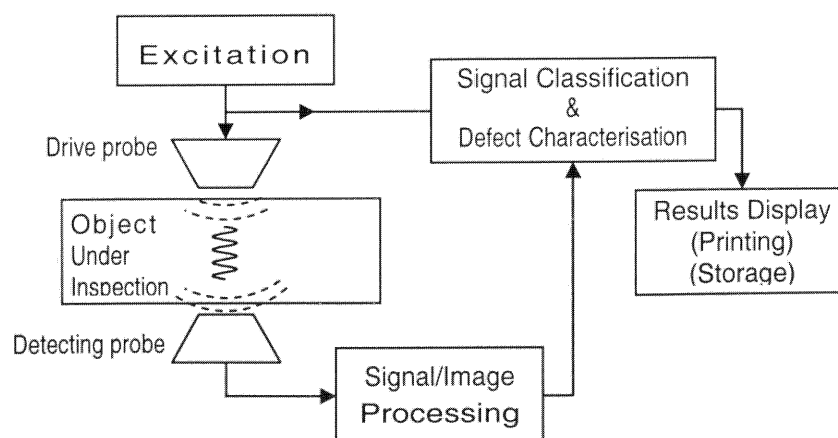 Excitation
Signal Classification
&
Defect Characterisation
Drive probe
Object
Under
Inspection
Results Display
(Printing)
(Storage)
Detecting probe
Signal/Image
Processing